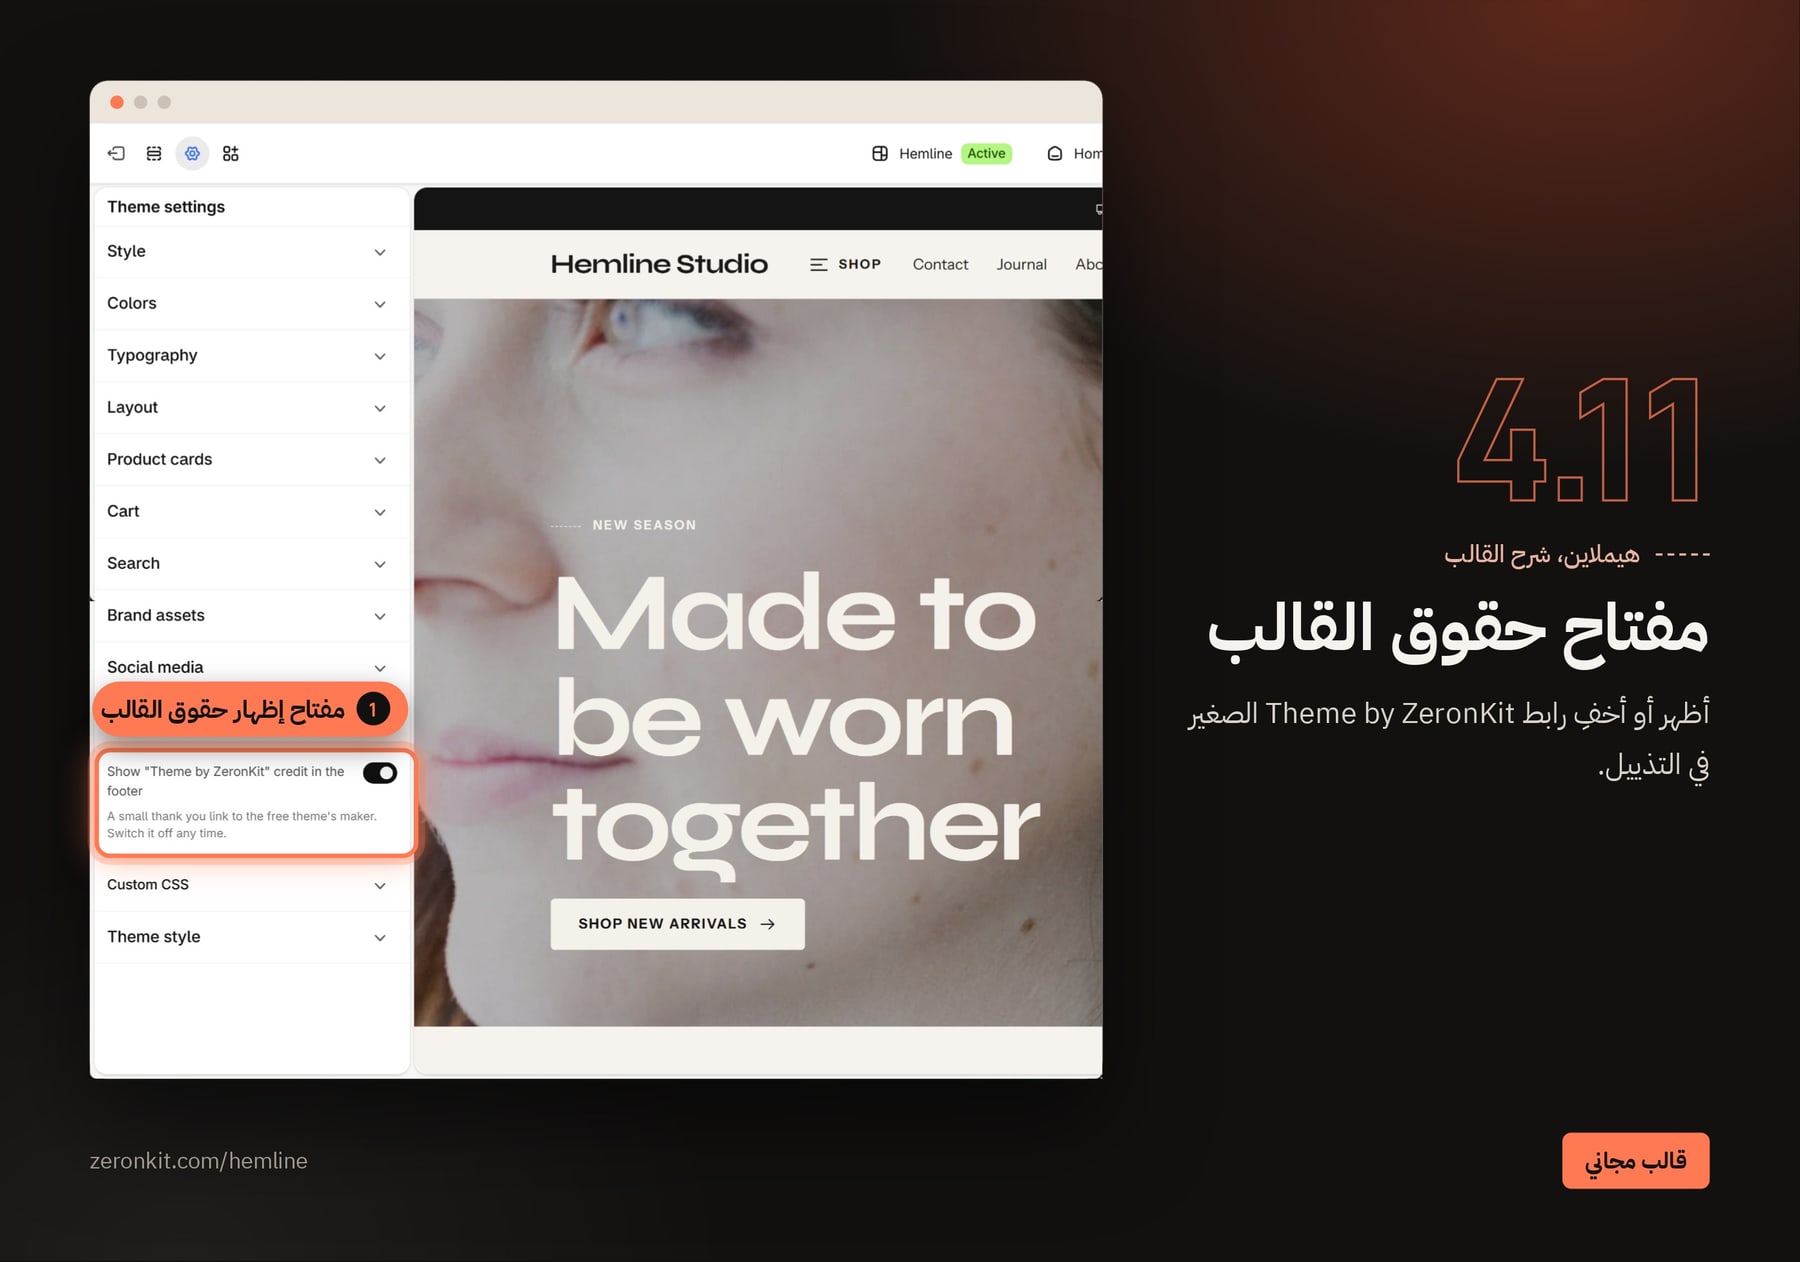 Hemline
Active
Hom
Theme settings
Style
Colors
Typography
Layout
Product cards
Cart
Search
Brand assets
Social media
1 مفتاح إظهار حقوق القالب
Show "Theme by ZeronKit" credit in the
footer
A small thank you link to the free theme's maker.
Switch it off any time.
Custom CSS
Theme style
Hemline Studio
SHOP
Contact
Journal
Abo
NEW SEASON
Made to
be worn
together
SHOP NEW ARRIVALS →
4.11
هيملاين، شرح القالب
مفتاح حقوق القالب
أظهر أو أخفِ رابط Theme by ZeronKit الصغير
في التذييل.
zeronkit.com/hemline
قالب مجاني